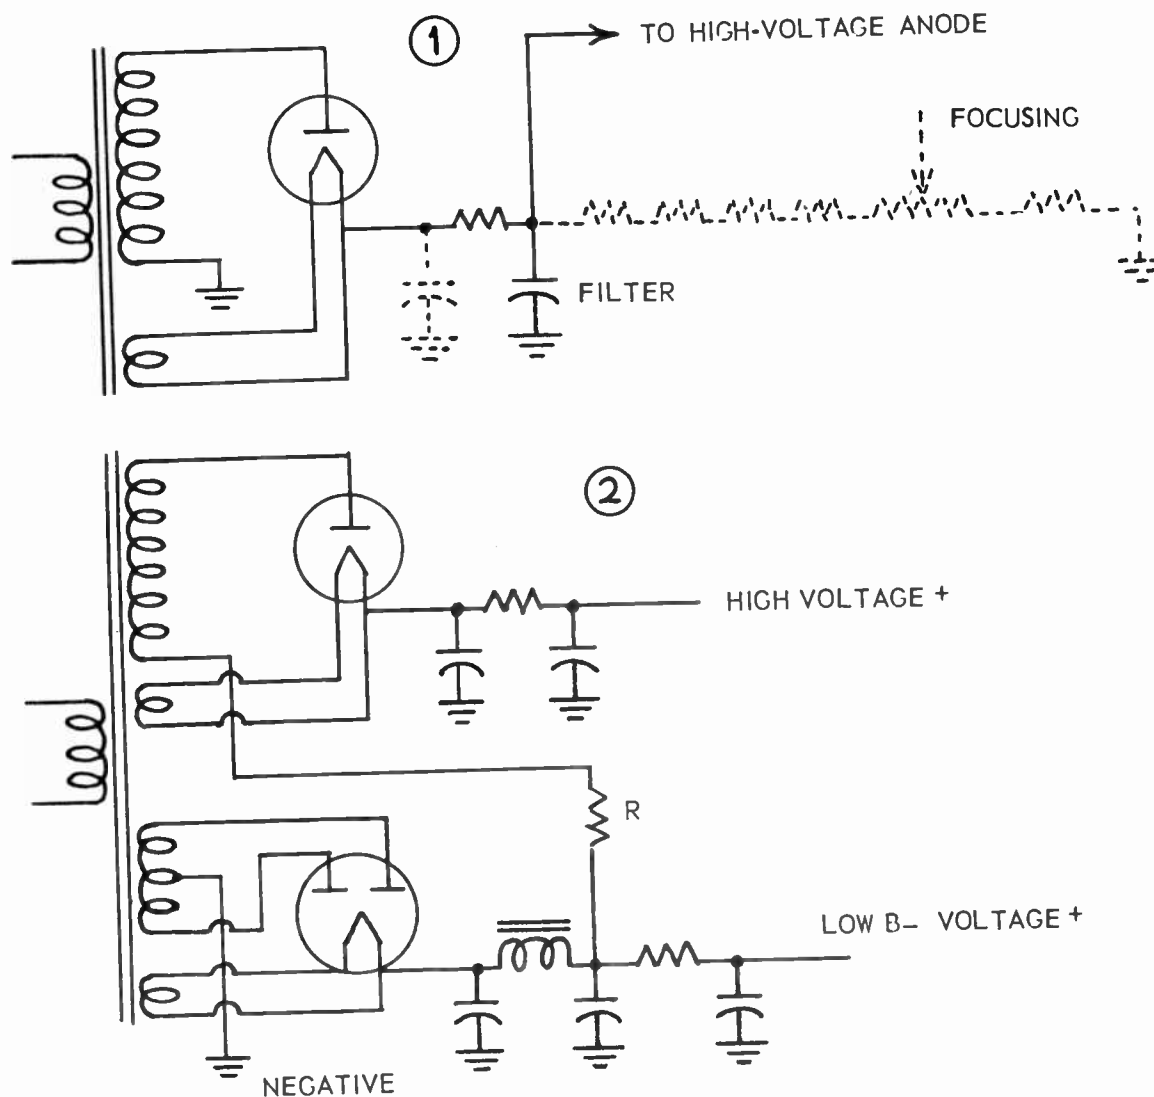 1
TO HIGH-VOLTAGE ANODE
FOCUSING
FILTER
2
HIGH VOLTAGE +
R
LOW B- VOLTAGE +
NEGATIVE